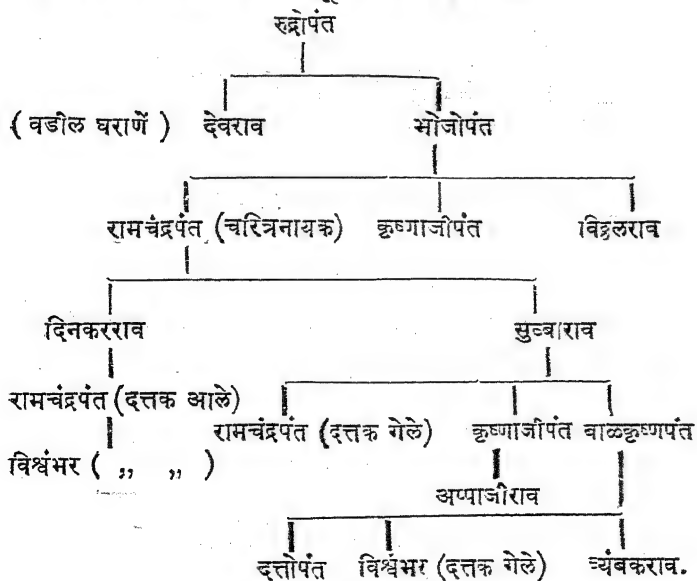 रुद्रोपंत
( वडील घराणें ) देवराव भोजोपंत
रामचंद्रपंत (चरित्रनायक) कृष्णाजीपंत विठ्ठलराव
दिनकरराव सुब्बाराव
रामचंद्रपंत (दत्तक आले)
रामचंद्रपंत (दत्तक गेले) कृष्णाजीपंत बाळकृष्णपंत
विश्वंभर ( ,, ,, )
अप्पाजीराव
दत्तोपंत विश्वंभर (दत्तक गेले) त्र्यंबकराव.